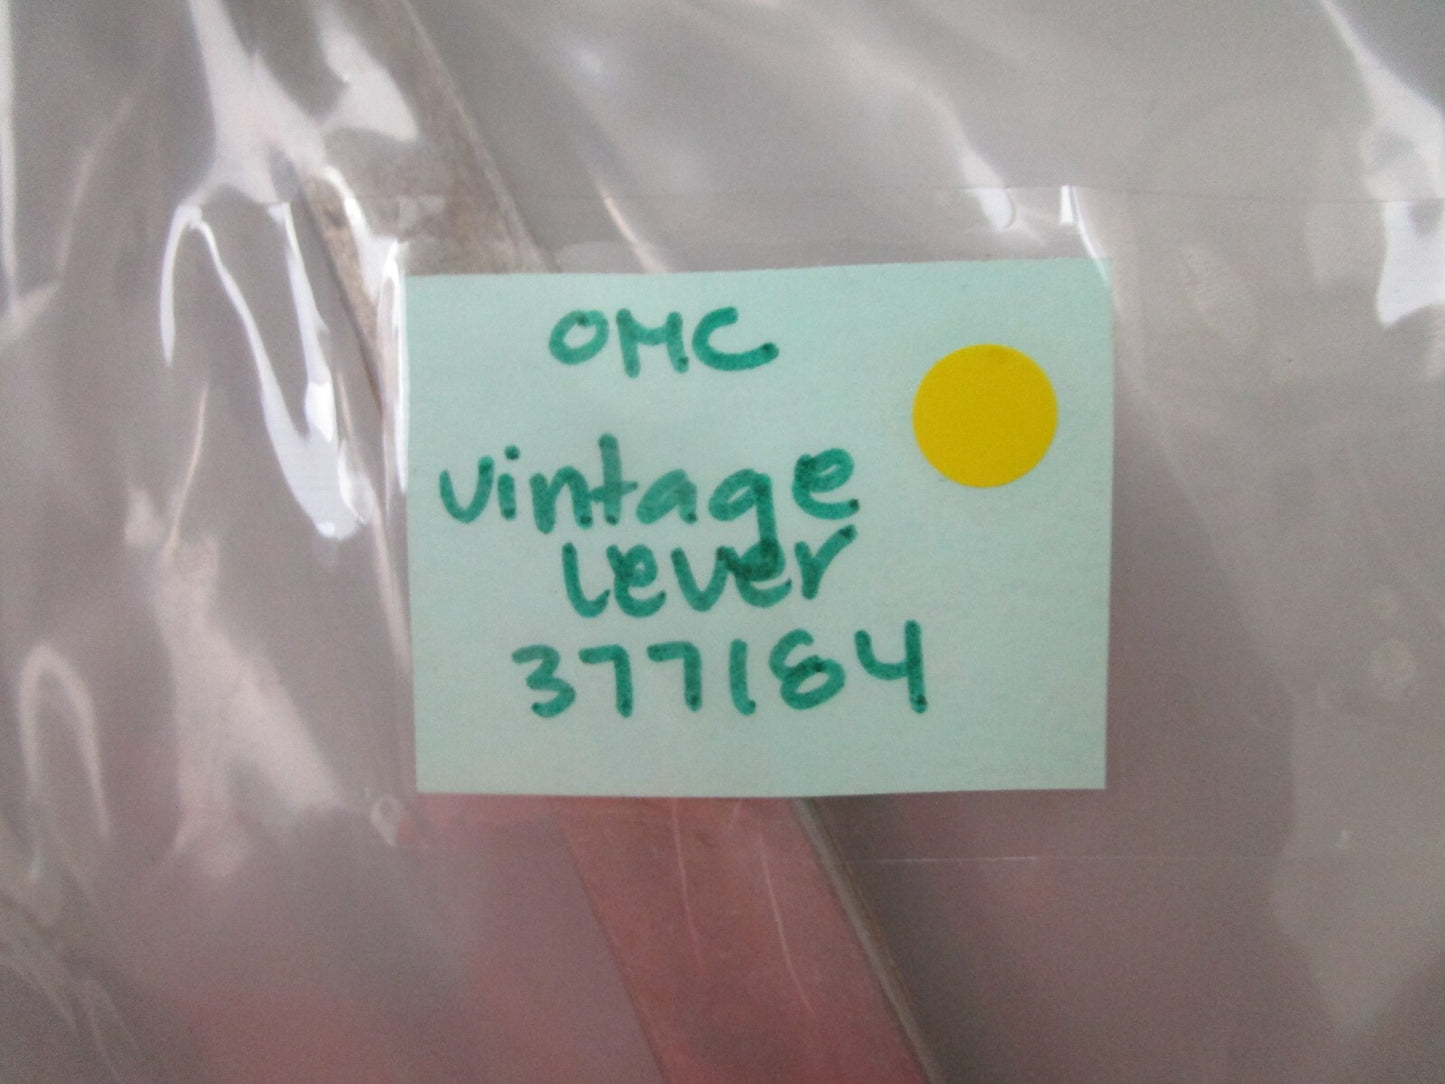 OMC
vintage
lever
377184